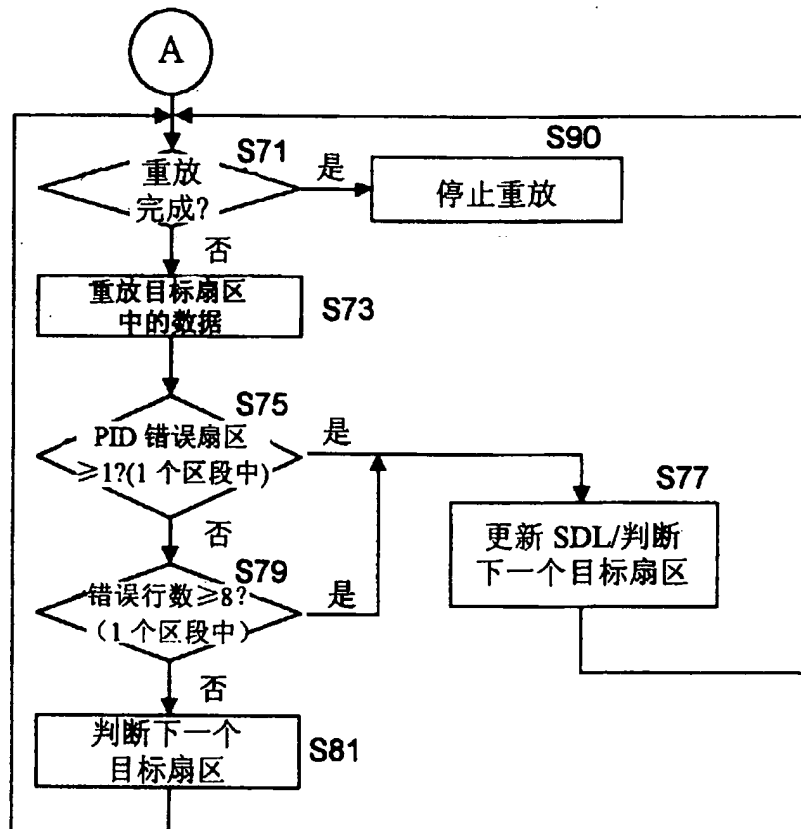 A
S71
重放
完成?
是
S90
停止重放
否
重放目标扇区
中的数据
S73
S75
PID 错误扇区
≥1?(1 个区段中)
是
S77
更新 SDL/判断
下一个目标扇区
否
S79
错误行数≥8?
（1 个区段中）
是
否
判断下一个
目标扇区
S81